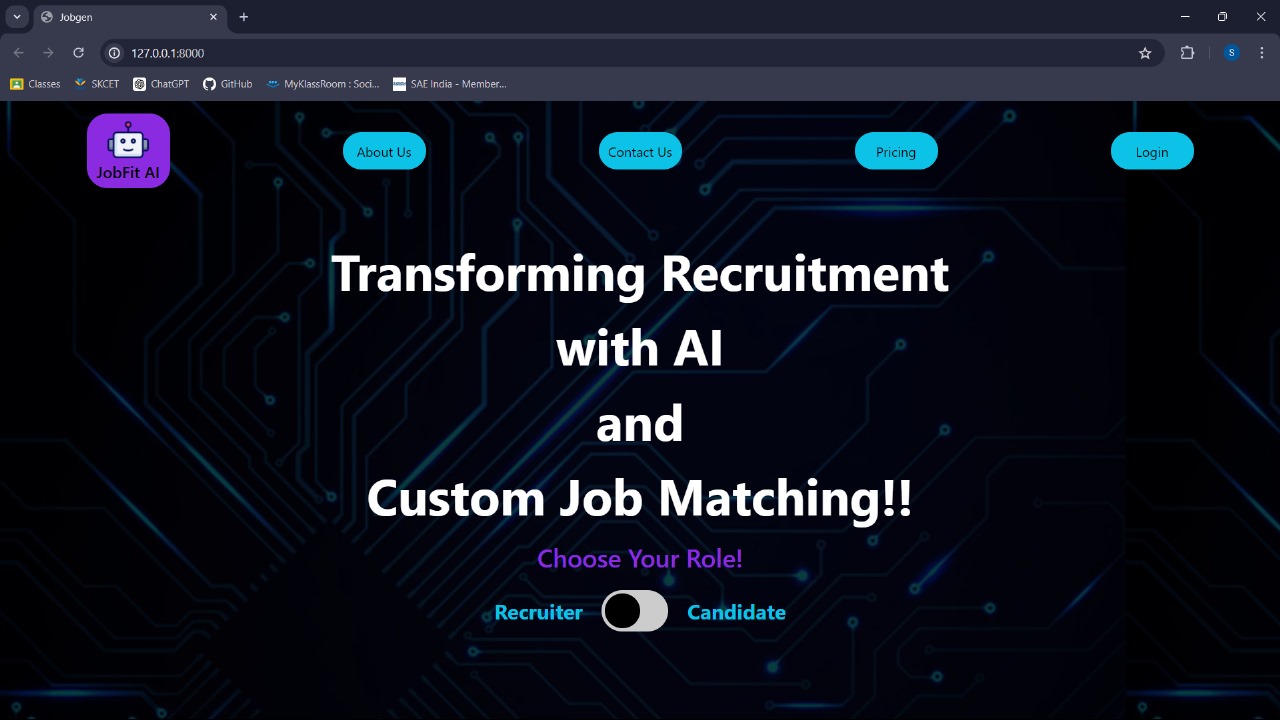 Jobgen
127.0.0.1:8000
Classes SKCET ChatGPT GitHub MyKlassRoom : Soci... SAE India - Member...
S
JobFit AI
About Us Contact Us Pricing Login
Transforming Recruitment
with AI
and
Custom Job Matching!!
Choose Your Role!
Recruiter Candidate